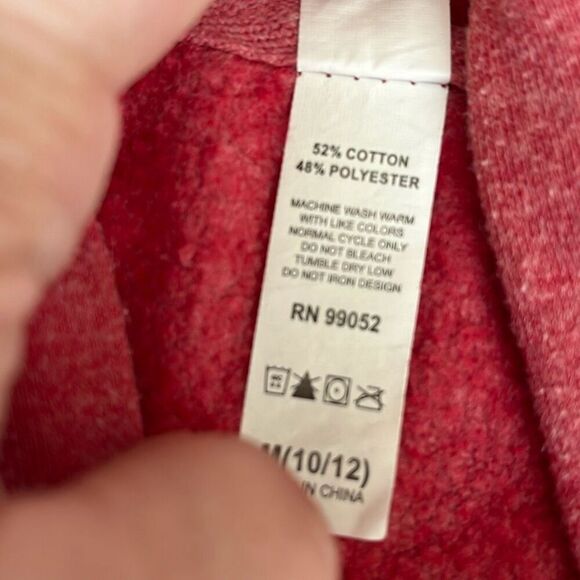 52% COTTON
48% POLYESTER
MACHINE WASH WARM
WITH LIKE COLORS
NORMAL CYCLE ONLY
DO NOT BLEACH
TUMBLE DRY LOW
DO NOT IRON DESIGN
RN 99052
M(10/12)
IN CHINA